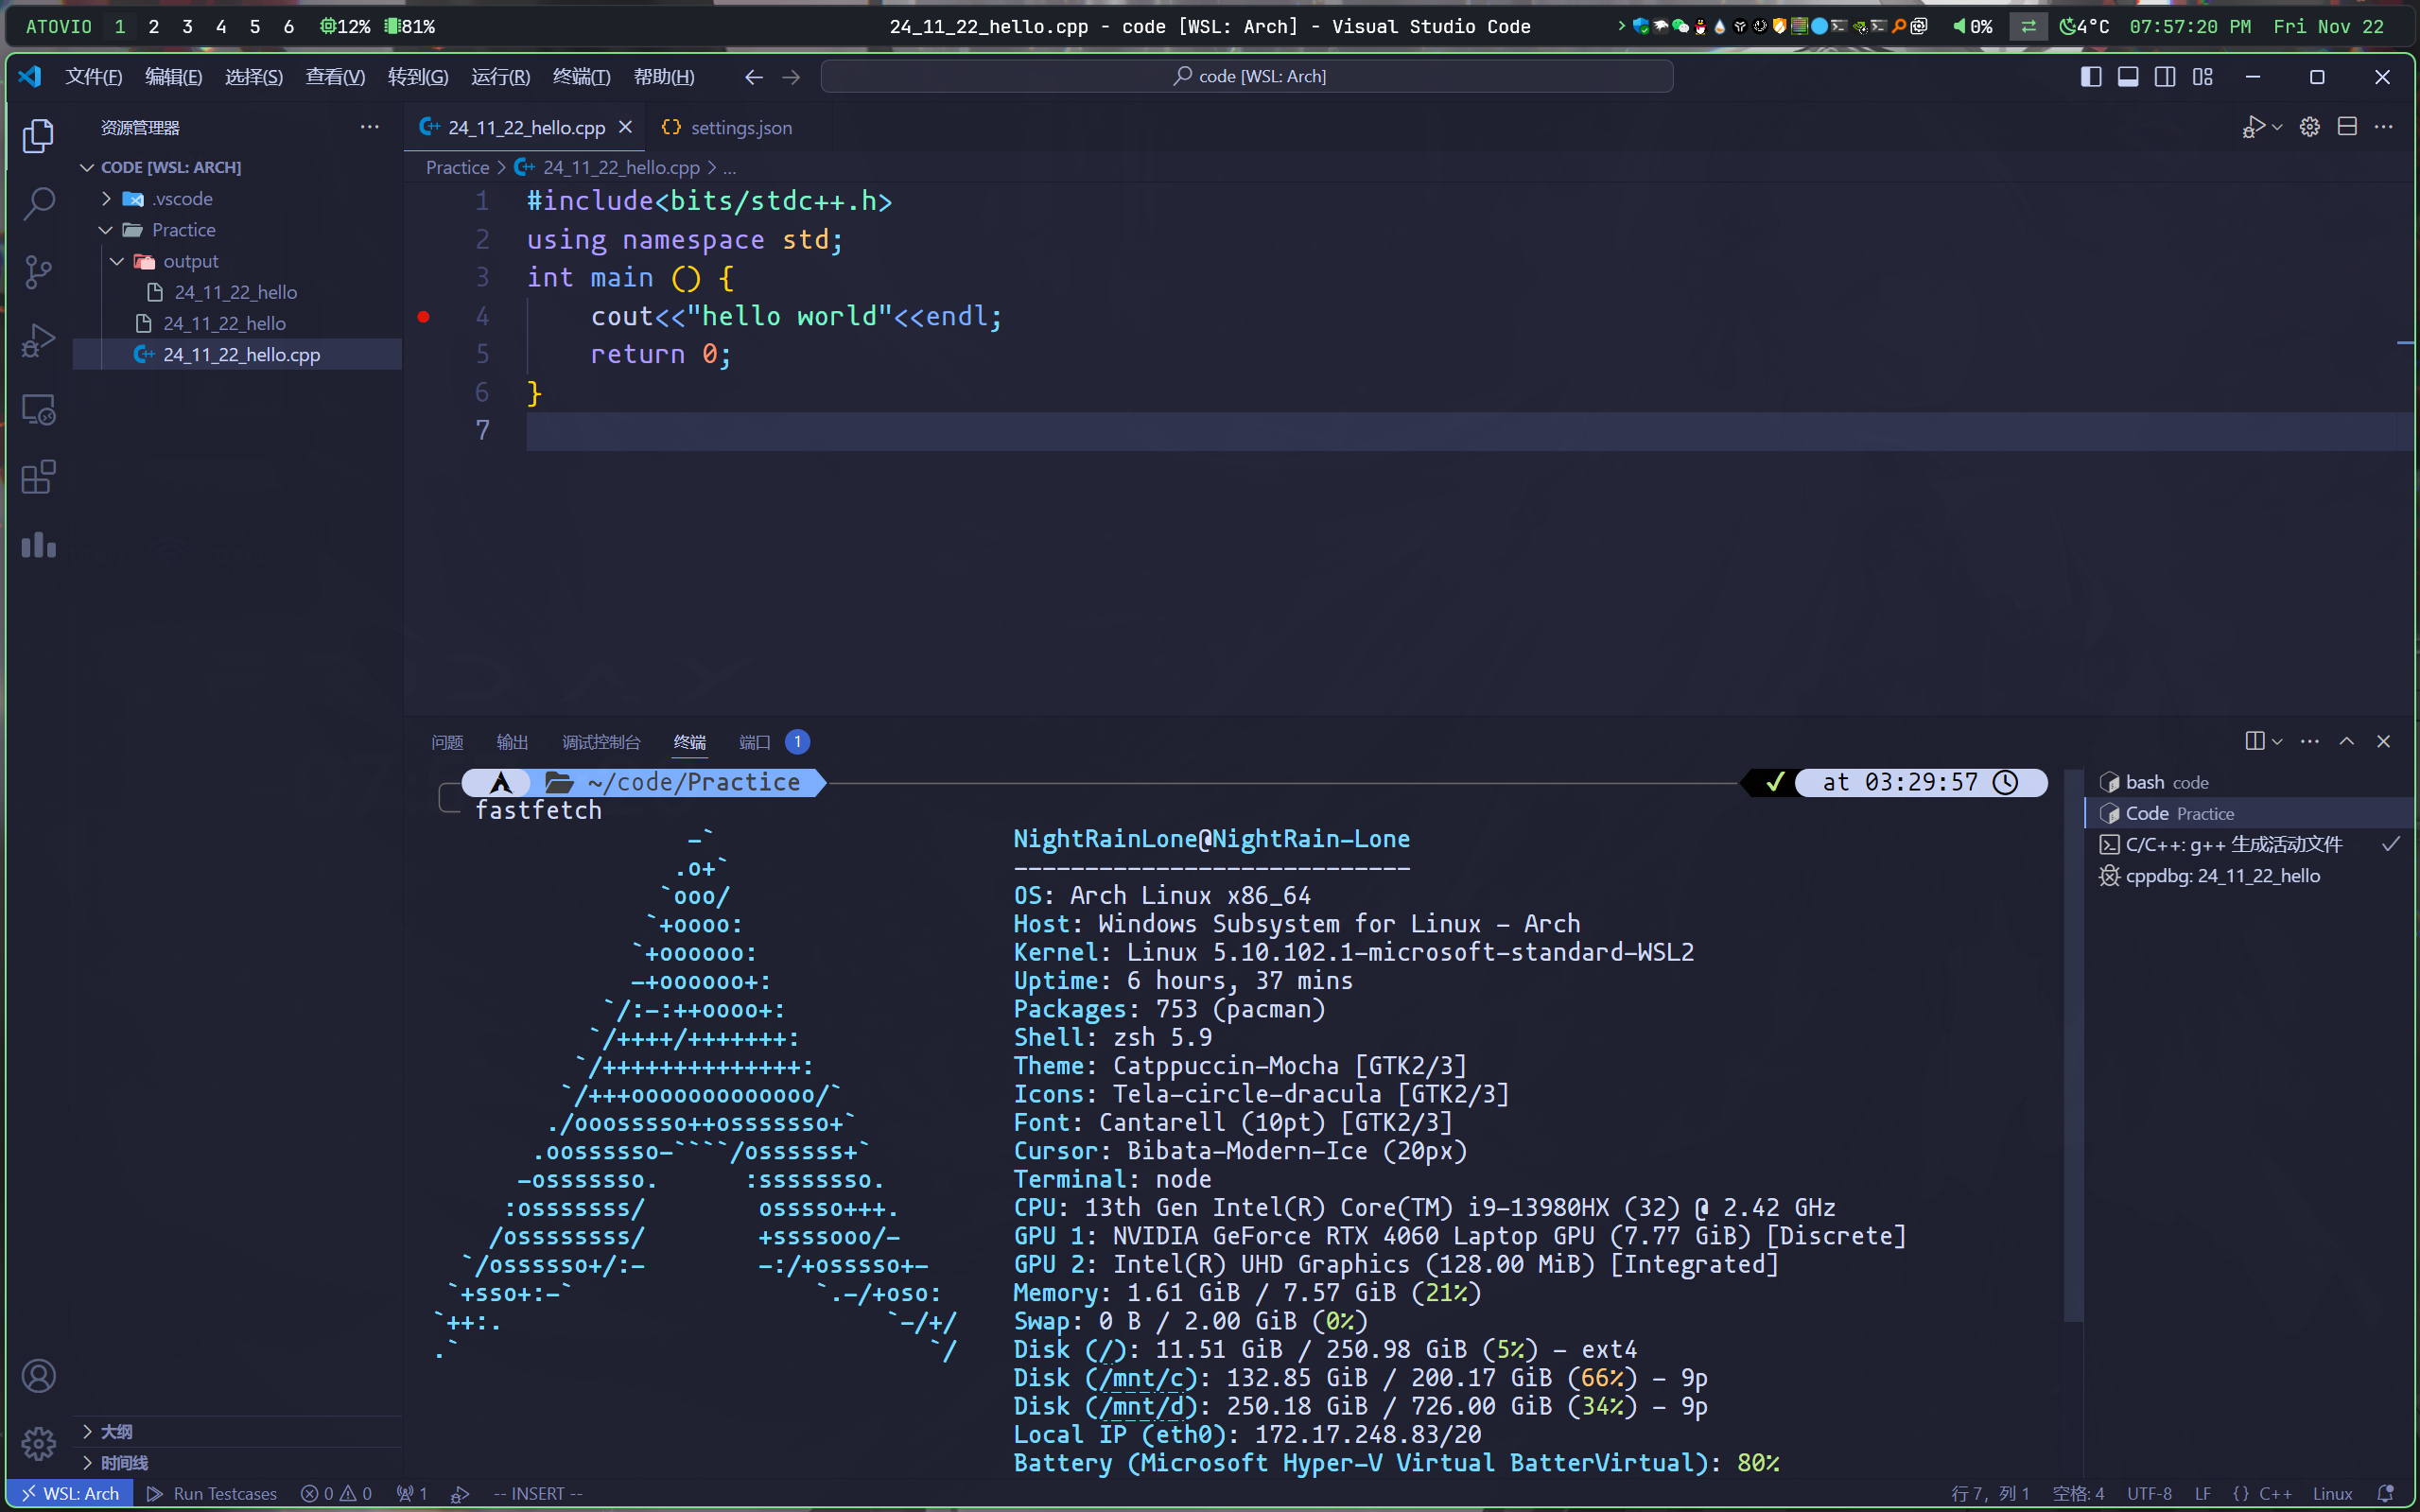 ATOVIO 1 2 3 4 5 6 12% 81% 24_11_22_hello.cpp - code [WSL: Arch] - Visual Studio Code 0% 4°C 07:57:20 PM Fri Nov 22
文件(F) 编辑(E) 选择(S) 查看(V) 转到(G) 运行(R) 终端(T) 帮助(H) code [WSL: Arch]
资源管理器
CODE [WSL: ARCH]
.vscode
Practice
output
24_11_22_hello
24_11_22_hello
24_11_22_hello.cpp
24_11_22_hello.cpp settings.json
Practice > 24_11_22_hello.cpp > ...
1 #include<bits/stdc++.h>
2 using namespace std;
3 int main () {
4 cout<<"hello world"<<endl;
5 return 0;
6 }
7
问题 输出 调试控制台 终端 端口 1
~/code/Practice ✓ at 03:29:57
fastfetch
-`
.o+`
`ooo/
`+oooo:
`+oooooo:
-+oooooo+:
`/:-:++oooo+:
`/++++/+++++++:
`/++++++++++++++:
`/+++ooooooooooooo/`
./ooosssso++osssssso+`
.oossssso-````/ossssss+`
-osssssso. :ssssssso.
:osssssss/ osssso+++.
/ossssssss/ +ssssooo/-
`/ossssso+/:- -:/+osssso+-
`+sso+:-` `.-/+oso:
`++:. `-/+/
.` `/
NightRainLone@NightRain-Lone
----------------------------
OS: Arch Linux x86_64
Host: Windows Subsystem for Linux - Arch
Kernel: Linux 5.10.102.1-microsoft-standard-WSL2
Uptime: 6 hours, 37 mins
Packages: 753 (pacman)
Shell: zsh 5.9
Theme: Catppuccin-Mocha [GTK2/3]
Icons: Tela-circle-dracula [GTK2/3]
Font: Cantarell (10pt) [GTK2/3]
Cursor: Bibata-Modern-Ice (20px)
Terminal: node
CPU: 13th Gen Intel(R) Core(TM) i9-13980HX (32) @ 2.42 GHz
GPU 1: NVIDIA GeForce RTX 4060 Laptop GPU (7.77 GiB) [Discrete]
GPU 2: Intel(R) UHD Graphics (128.00 MiB) [Integrated]
Memory: 1.61 GiB / 7.57 GiB (21%)
Swap: 0 B / 2.00 GiB (0%)
Disk (/): 11.51 GiB / 250.98 GiB (5%) - ext4
Disk (/mnt/c): 132.85 GiB / 200.17 GiB (66%) - 9p
Disk (/mnt/d): 250.18 GiB / 726.00 GiB (34%) - 9p
Local IP (eth0): 172.17.248.83/20
Battery (Microsoft Hyper-V Virtual BatterVirtual): 80%
bash code
Code Practice
C/C++: g++ 生成活动文件
cppdbg: 24_11_22_hello
大纲
时间线
WSL: Arch Run Testcases 0 0 1 -- INSERT -- 行 7，列 1 空格: 4 UTF-8 LF {} C++ Linux